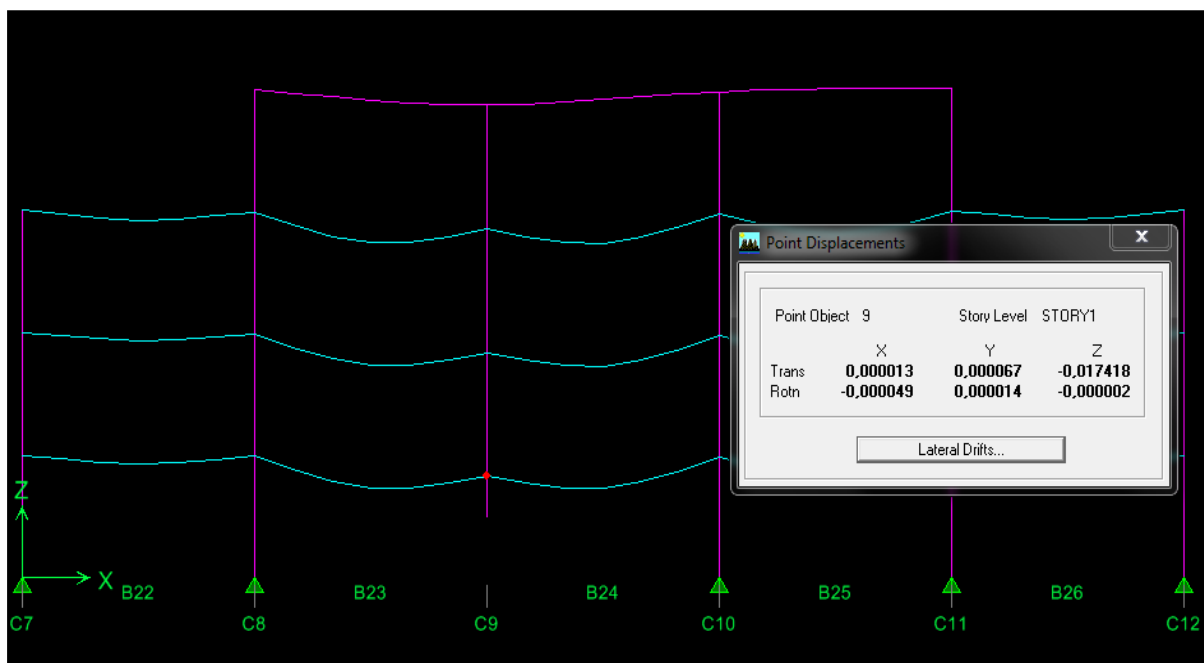 Point Displacements
X
Point Object 9 Story Level STORY1
X Y Z
Trans 0,000013 0,000067 -0,017418
Rotn -0,000049 0,000014 -0,000002
Lateral Drifts...
Z
X
B22 B23 B24 B25 B26
C7 C8 C9 C10 C11 C12